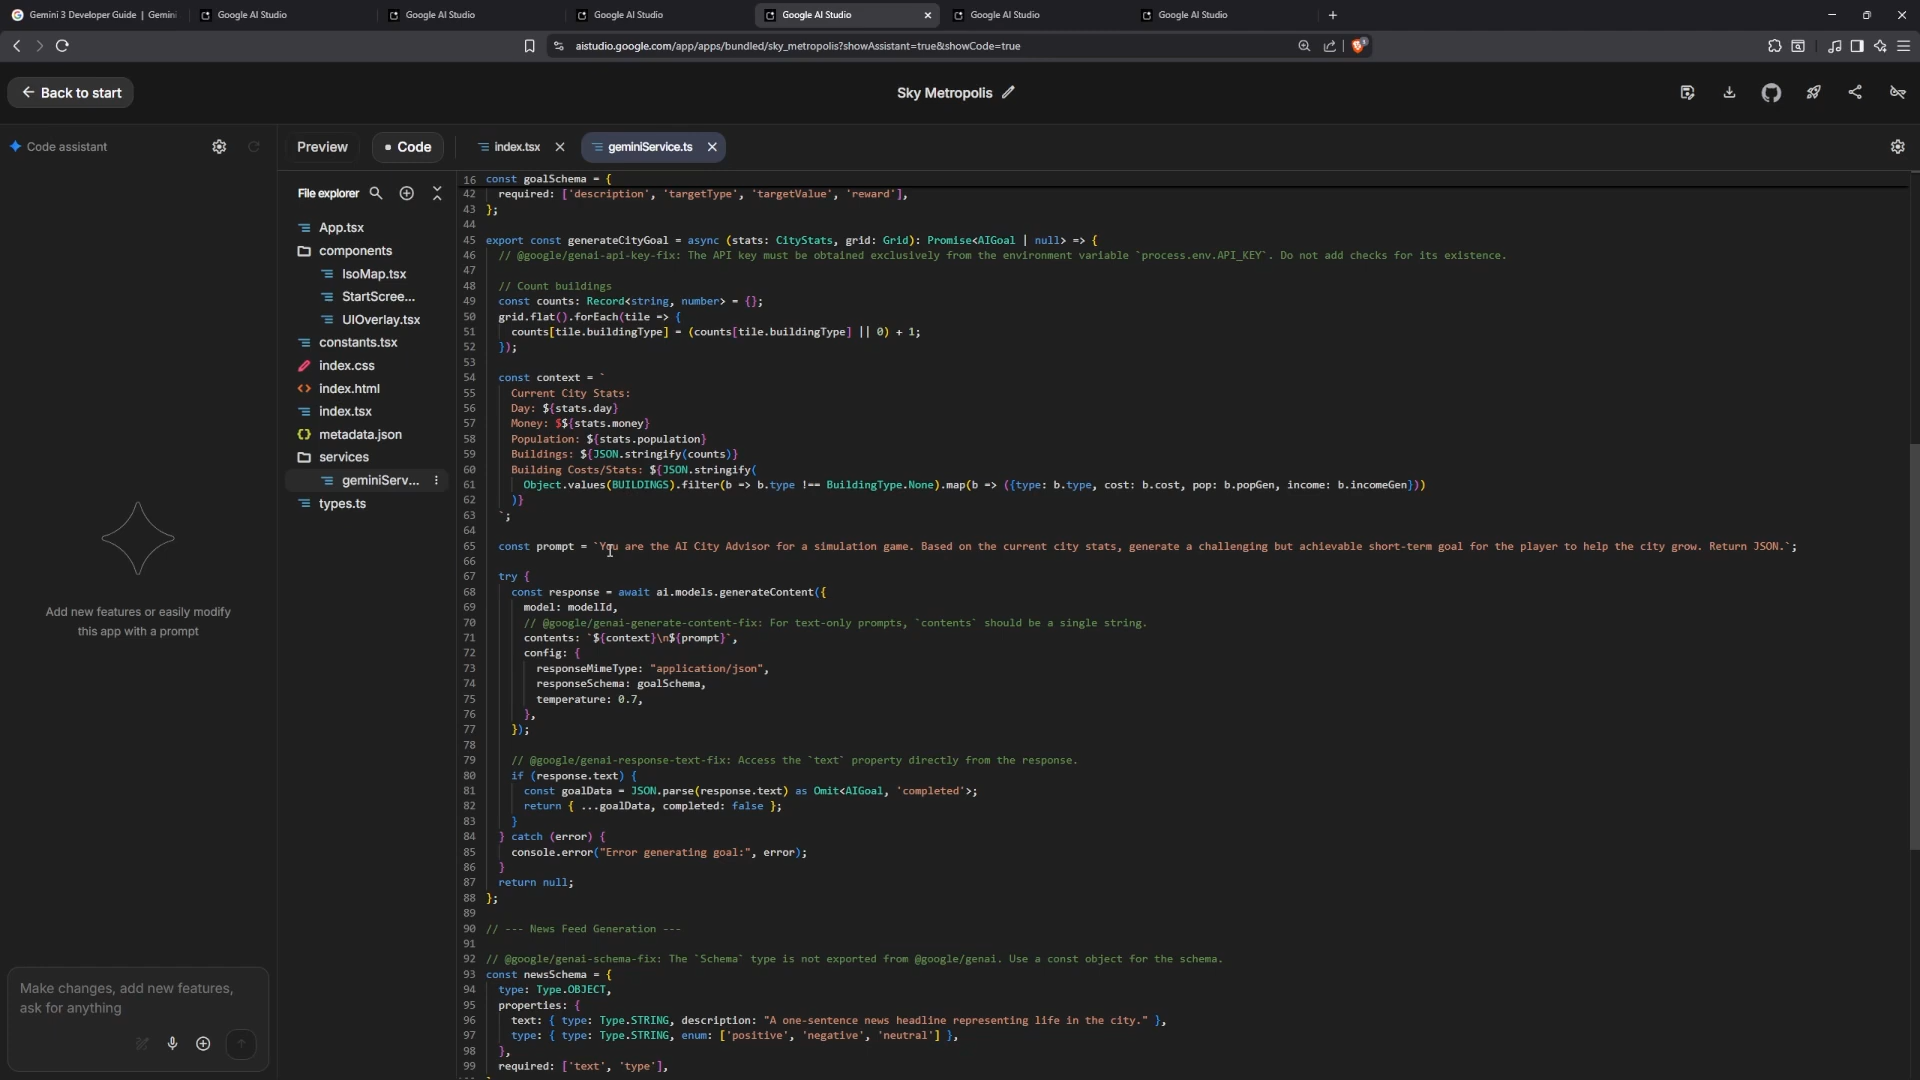 Gemini 3 Developer Guide | Gemini
Google AI Studio
Google AI Studio
Google AI Studio
Google AI Studio
Google AI Studio
Google AI Studio
aistudio.google.com/app/apps/bundled/sky_metropolis?showAssistant=true&showCode=true
1
Back to start
Sky Metropolis
Code assistant
Preview
Code
index.tsx
geminiService.ts
File explorer
App.tsx
components
IsoMap.tsx
StartScree...
UIOverlay.tsx
constants.tsx
index.css
index.html
index.tsx
metadata.json
services
geminiServ...
types.ts
Add new features or easily modify
this app with a prompt
Make changes, add new features,
ask for anything
16 const goalSchema = {
42 required: ['description', 'targetType', 'targetValue', 'reward'],
43 };
44
45 export const generateCityGoal = async (stats: CityStats, grid: Grid): Promise<AIGoal | null> => {
46 // @google/genai-api-key-fix: The API key must be obtained exclusively from the environment variable `process.env.API_KEY`. Do not add checks for its existence.
47
48 // Count buildings
49 const counts: Record<string, number> = {};
50 grid.flat().forEach(tile => {
51 counts[tile.buildingType] = (counts[tile.buildingType] || 0) + 1;
52 });
53
54 const context = `
55 Current City Stats:
56 Day: ${stats.day}
57 Money: $${stats.money}
58 Population: ${stats.population}
59 Buildings: ${JSON.stringify(counts)}
60 Building Costs/Stats: ${JSON.stringify(
61 Object.values(BUILDINGS).filter(b => b.type !== BuildingType.None).map(b => ({type: b.type, cost: b.cost, pop: b.popGen, income: b.incomeGen}))
62 )}
63 `;
64
65 const prompt = `You are the AI City Advisor for a simulation game. Based on the current city stats, generate a challenging but achievable short-term goal for the player to help the city grow. Return JSON.`;
66
67 try {
68 const response = await ai.models.generateContent({
69 model: modelId,
70 // @google/genai-generate-content-fix: For text-only prompts, `contents` should be a single string.
71 contents: `${context}\n${prompt}`,
72 config: {
73 responseMimeType: "application/json",
74 responseSchema: goalSchema,
75 temperature: 0.7,
76 },
77 });
78
79 // @google/genai-response-text-fix: Access the `text` property directly from the response.
80 if (response.text) {
81 const goalData = JSON.parse(response.text) as Omit<AIGoal, 'completed'>;
82 return { ...goalData, completed: false };
83 }
84 } catch (error) {
85 console.error("Error generating goal:", error);
86 }
87 return null;
88 };
89
90 // --- News Feed Generation ---
91
92 // @google/genai-schema-fix: The `Schema` type is not exported from @google/genai. Use a const object for the schema.
93 const newsSchema = {
94 type: Type.OBJECT,
95 properties: {
96 text: { type: Type.STRING, description: "A one-sentence news headline representing life in the city." },
97 type: { type: Type.STRING, enum: ['positive', 'negative', 'neutral'] },
98 },
99 required: ['text', 'type'],